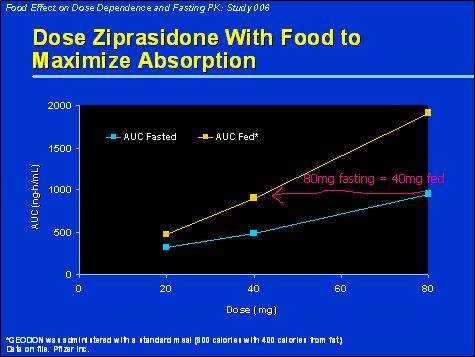 Food Effect on Dose Dependence and Fasting PK: Study 006
Dose Ziprasidone With Food to
Maximize Absorption
2000
AUC Fasted
AUC Fed*
1500
80mg fasting = 40mg fed
1000
500
0
AUC (ng-h/mL)
0 20 40 60 80
Dose (mg)
*GEODON was administered with a standard meal (800 calories with 400 calories from fat)
Data on file. Pfizer Inc.